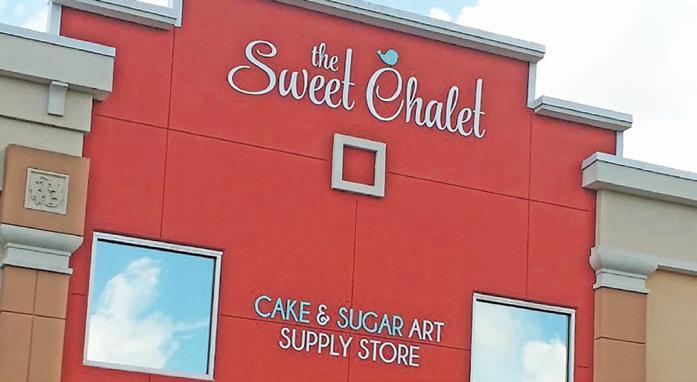 the
Sweet Chalet
CAKE & SUGAR ART
SUPPLY STORE